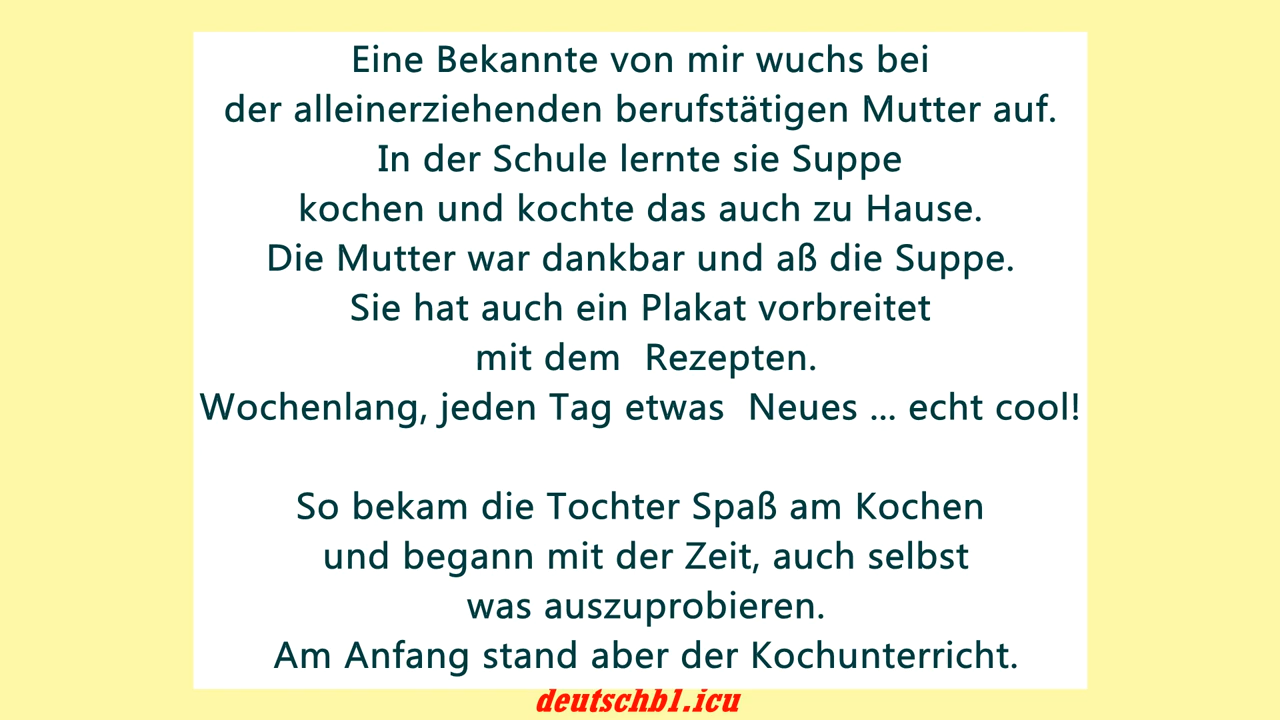 Eine Bekannte von mir wuchs bei
der alleinerziehenden berufstätigen Mutter auf.
In der Schule lernte sie Suppe
kochen und kochte das auch zu Hause.
Die Mutter war dankbar und aß die Suppe.
Sie hat auch ein Plakat vorbreitet
mit dem  Rezepten.
Wochenlang, jeden Tag etwas  Neues ... echt cool!
So bekam die Tochter Spaß am Kochen
und begann mit der Zeit, auch selbst
was auszuprobieren.
Am Anfang stand aber der Kochunterricht.
deutschb1.icu